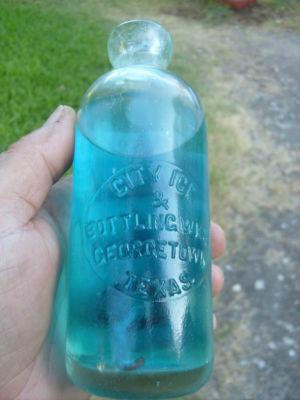 CITY ICE
&
BOTTLING WKS
GEORGETOWN
TEXAS